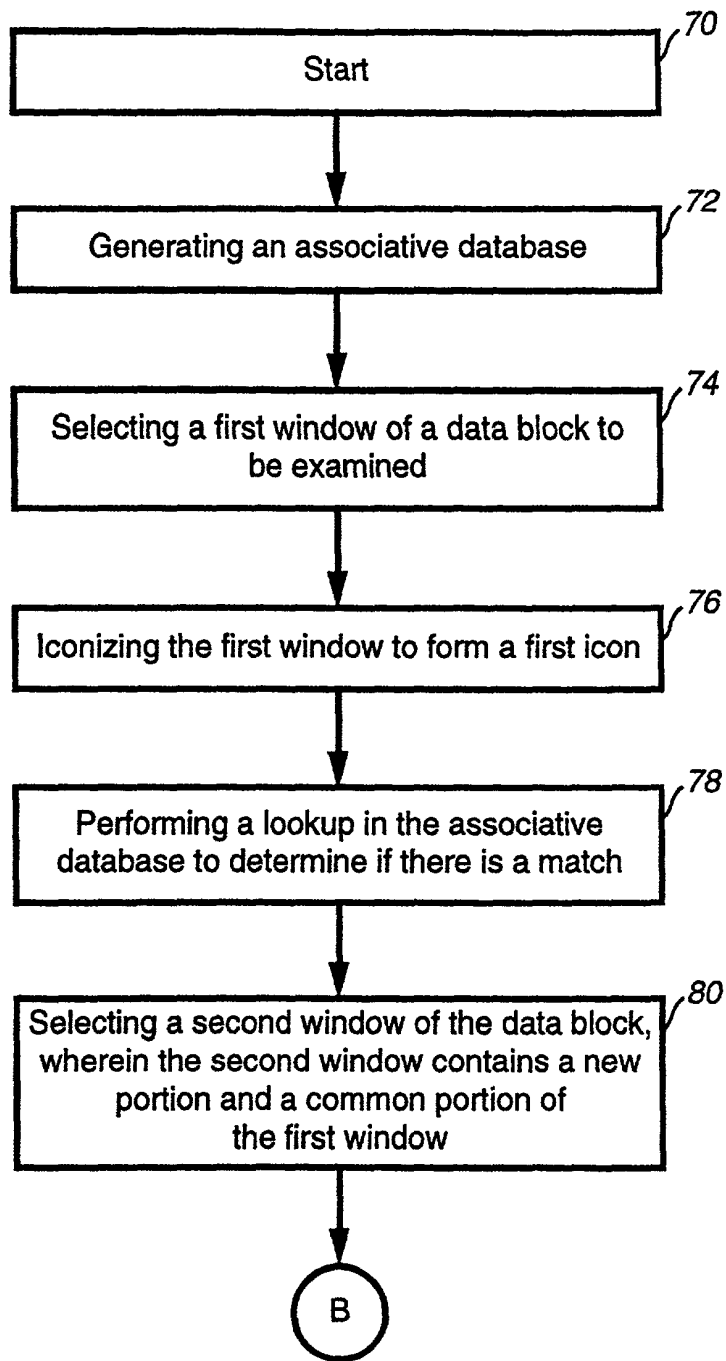 70
Start
72
Generating an associative database
74
Selecting a first window of a data block to
be examined
76
Iconizing the first window to form a first icon
78
Performing a lookup in the associative
database to determine if there is a match
80
Selecting a second window of the data block,
wherein the second window contains a new
portion and a common portion of
the first window
B